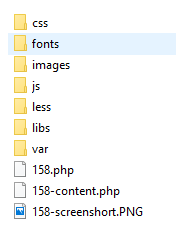 css
fonts
images
js
less
libs
var
158.php
158-content.php
158-screenshort.PNG